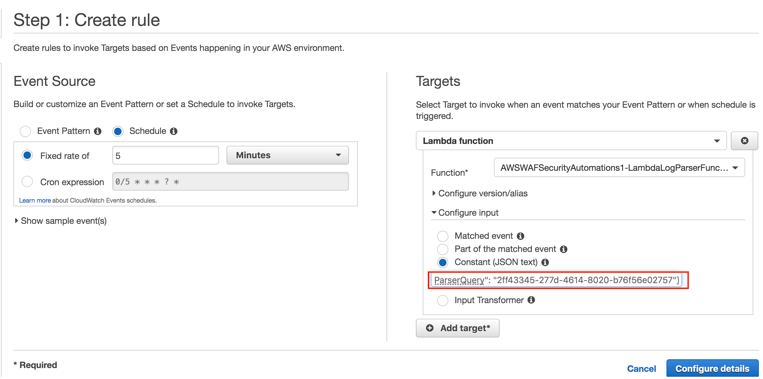 Step 1: Create rule
Create rules to invoke Targets based on Events happening in your AWS environment.
Event Source
Build or customize an Event Pattern or set a Schedule to invoke Targets.
Event Pattern
Schedule
Fixed rate of
5
Minutes
Cron expression
0/5 * * * ? *
Learn more about CloudWatch Events schedules.
Show sample event(s)
Targets
Select Target to invoke when an event matches your Event Pattern or when schedule is
triggered.
Lambda function
Function*
AWSWAFSecurityAutomations1-LambdaLogParserFunc...
Configure version/alias
Configure input
Matched event
Part of the matched event
Constant (JSON text)
ParserQuery": "2ff43345-277d-4614-8020-b76f56e02757"}
Input Transformer
Add target*
* Required
Cancel
Configure details